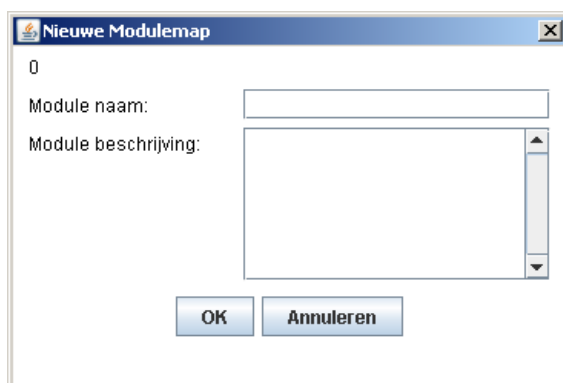 Nieuwe Modulemap
0
Module naam:
Module beschrijving:
OK Annuleren